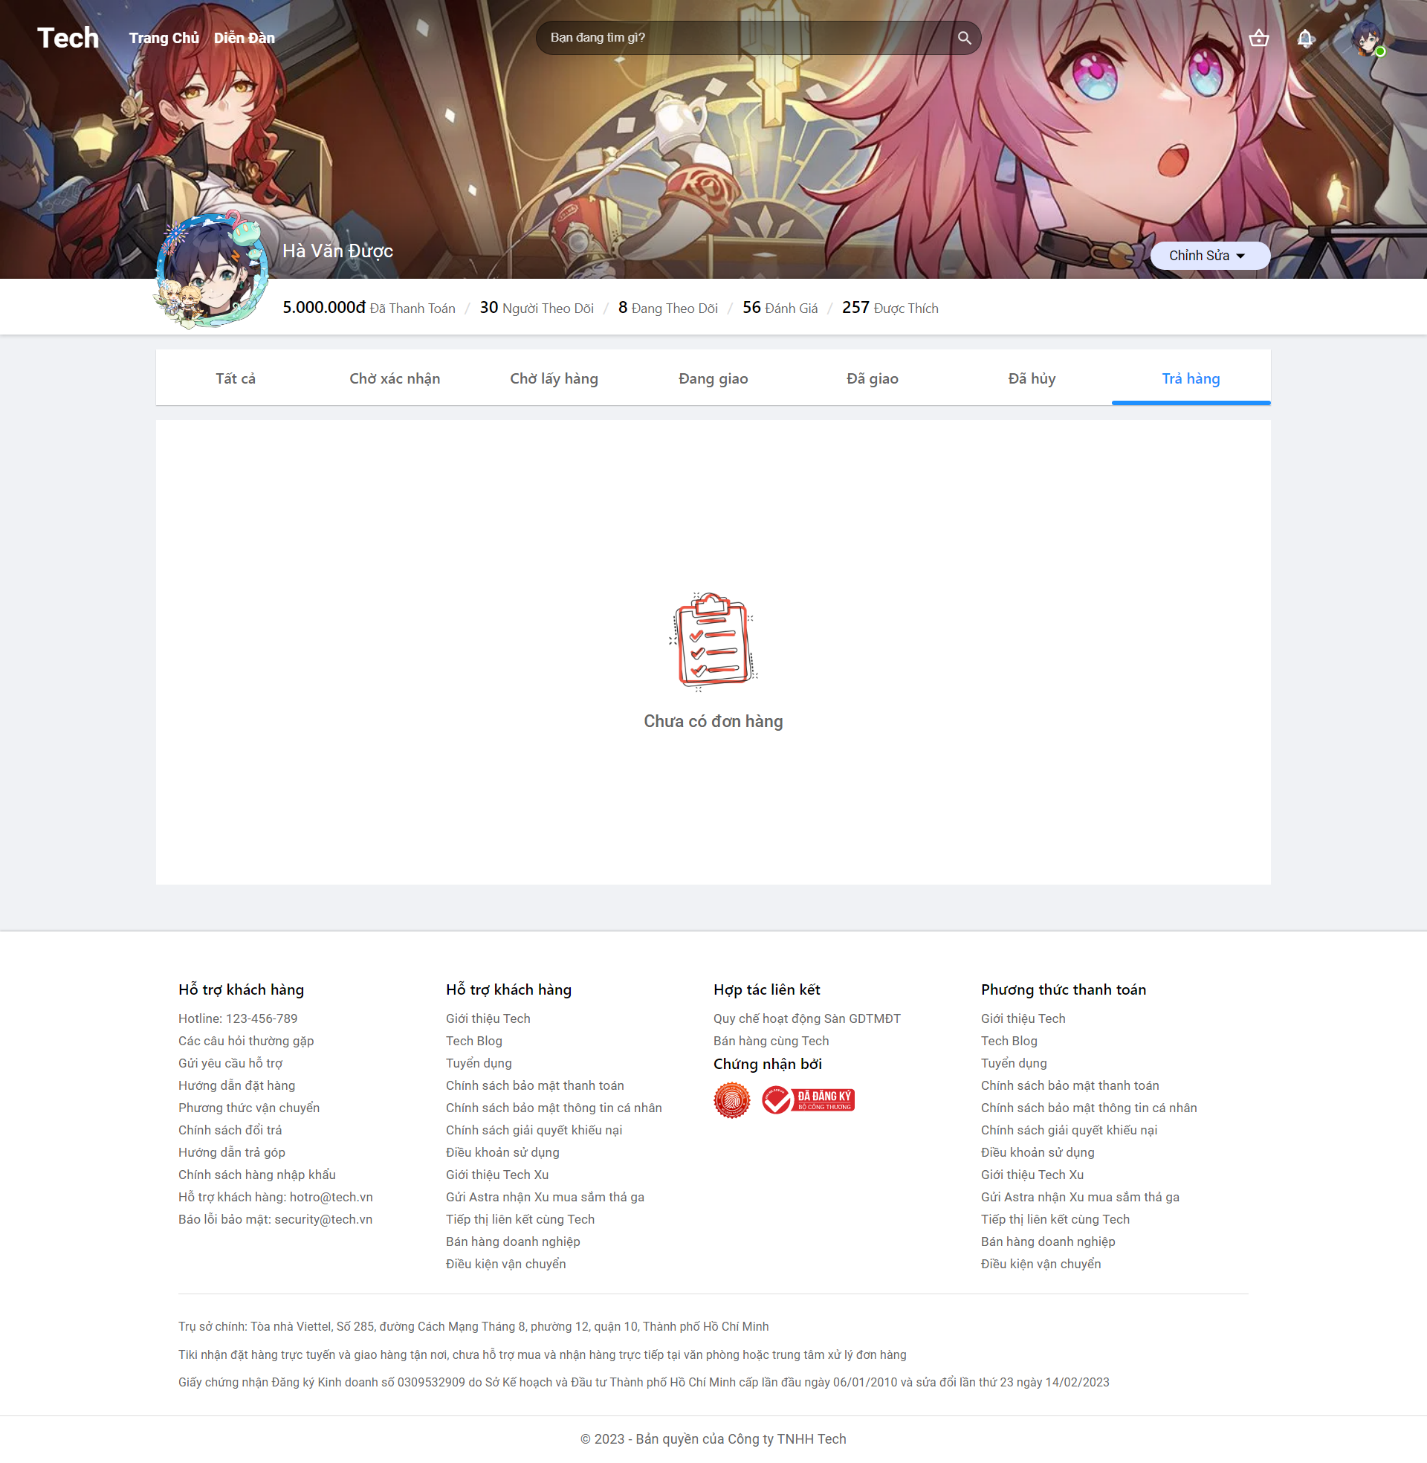 Tech
Trang Chủ Diễn Đàn
Bạn đang tìm gì?
Hà Văn Được
Chỉnh Sửa
5.000.000đ Đã Thanh Toán / 30 Người Theo Dõi / 8 Đang Theo Dõi / 56 Đánh Giá / 257 Được Thích
Tất cả Chờ xác nhận Chờ lấy hàng Đang giao Đã giao Đã hủy Trả hàng
Chưa có đơn hàng
Hỗ trợ khách hàng
Hotline: 123-456-789
Các câu hỏi thường gặp
Gửi yêu cầu hỗ trợ
Hướng dẫn đặt hàng
Phương thức vận chuyển
Chính sách đổi trả
Hướng dẫn trả góp
Chính sách hàng nhập khẩu
Hỗ trợ khách hàng: hotro@tech.vn
Báo lỗi bảo mật: security@tech.vn
Hỗ trợ khách hàng
Giới thiệu Tech
Tech Blog
Tuyển dụng
Chính sách bảo mật thanh toán
Chính sách bảo mật thông tin cá nhân
Chính sách giải quyết khiếu nại
Điều khoản sử dụng
Giới thiệu Tech Xu
Gửi Astra nhận Xu mua sắm thả ga
Tiếp thị liên kết cùng Tech
Bán hàng doanh nghiệp
Điều kiện vận chuyển
Hợp tác liên kết
Quy chế hoạt động Sàn GDTMĐT
Bán hàng cùng Tech
Chứng nhận bởi
ĐÃ ĐĂNG KÝ
BỘ CÔNG THƯƠNG
Phương thức thanh toán
Giới thiệu Tech
Tech Blog
Tuyển dụng
Chính sách bảo mật thanh toán
Chính sách bảo mật thông tin cá nhân
Chính sách giải quyết khiếu nại
Điều khoản sử dụng
Giới thiệu Tech Xu
Gửi Astra nhận Xu mua sắm thả ga
Tiếp thị liên kết cùng Tech
Bán hàng doanh nghiệp
Điều kiện vận chuyển
Trụ sở chính: Tòa nhà Viettel, Số 285, đường Cách Mạng Tháng 8, phường 12, quận 10, Thành phố Hồ Chí Minh
Tiki nhận đặt hàng trực tuyến và giao hàng tận nơi, chưa hỗ trợ mua và nhận hàng trực tiếp tại văn phòng hoặc trung tâm xử lý đơn hàng
Giấy chứng nhận Đăng ký Kinh doanh số 0309532909 do Sở Kế hoạch và Đầu tư Thành phố Hồ Chí Minh cấp lần đầu ngày 06/01/2010 và sửa đổi lần thứ 23 ngày 14/02/2023
© 2023 - Bản quyền của Công ty TNHH Tech